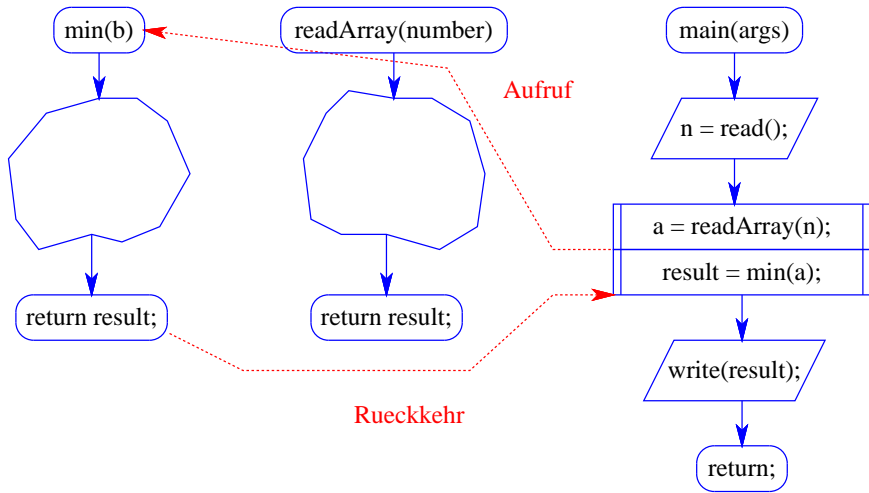 min(b)
readArray(number)
main(args)
Aufruf
n = read();
a = readArray(n);
result = min(a);
return result;
return result;
write(result);
Rueckkehr
return;